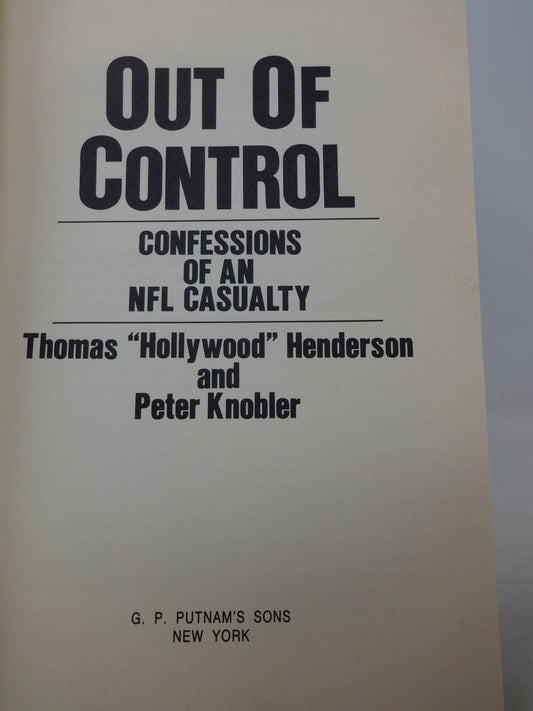 OUT OF
CONTROL
CONFESSIONS
OF AN
NFL CASUALTY
Thomas “Hollywood” Henderson
and
Peter Knobler
G. P. PUTNAM'S SONS
NEW YORK